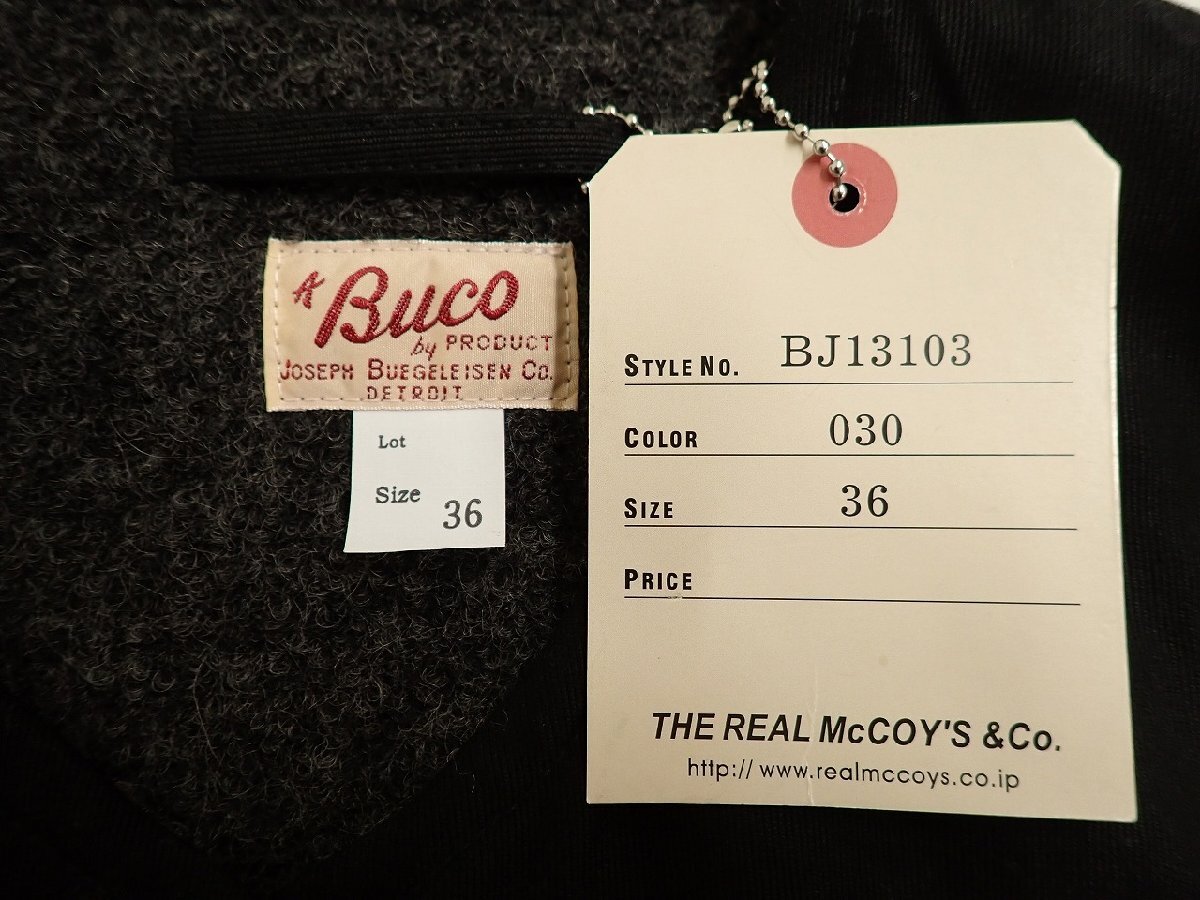 A Buco
by PRODUCT
JOSEPH BUEGELEISEN CO.
DETROIT
Lot
Size 36
STYLE NO. BJ13103
COLOR 030
SIZE 36
PRICE
THE REAL McCOY'S &Co.
http://www.realmccoys.co.jp